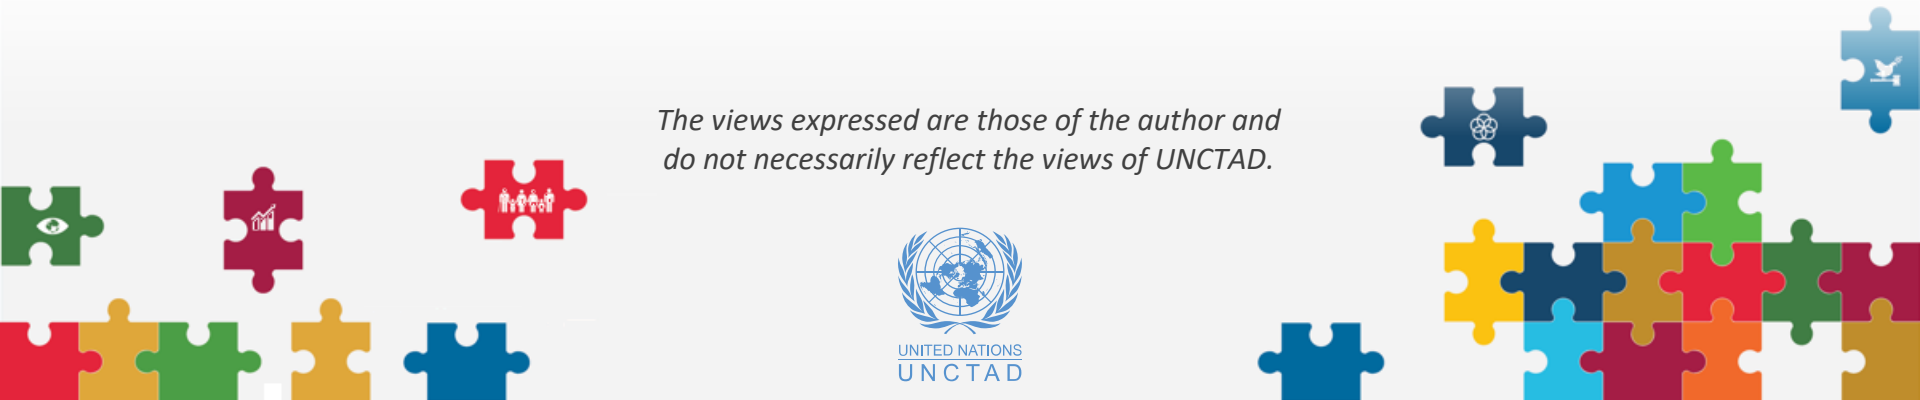 The views expressed are those of the author and
do not necessarily reflect the views of UNCTAD.
UNITED NATIONS
UNCTAD